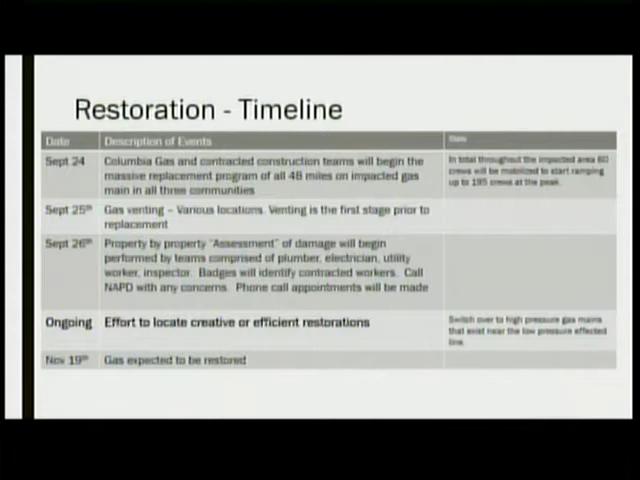 Restoration - Timeline
Date Description of Events
Sept 24 Columbia Gas and contracted construction teams will begin the
massive replacement program of all 48 miles on impacted gas
main in all three communities
In total throughout the impacted area 60
crews will be mobilized to start ramping
up to 195 crews at the peak.
Sept 25th Gas venting – Various locations. Venting is the first stage prior to
replacement
Sept 26th Property by property "Assessment" of damage will begin
performed by teams comprised of plumber, electrician, utility
worker, inspector. Badges will identify contracted workers. Call
NAPD with any concerns. Phone call appointments will be made
Ongoing Effort to locate creative or efficient restorations
Switch over to high pressure gas mains
that exist near the low pressure effected
line.
Nov 19th Gas expected to be restored